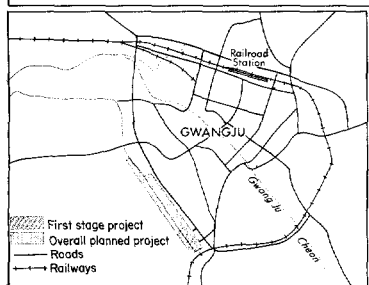 Railroad
Station
GWANGJU
Gwang Ju
Cheon
First stage project
Overall planned project
Roads
Railways